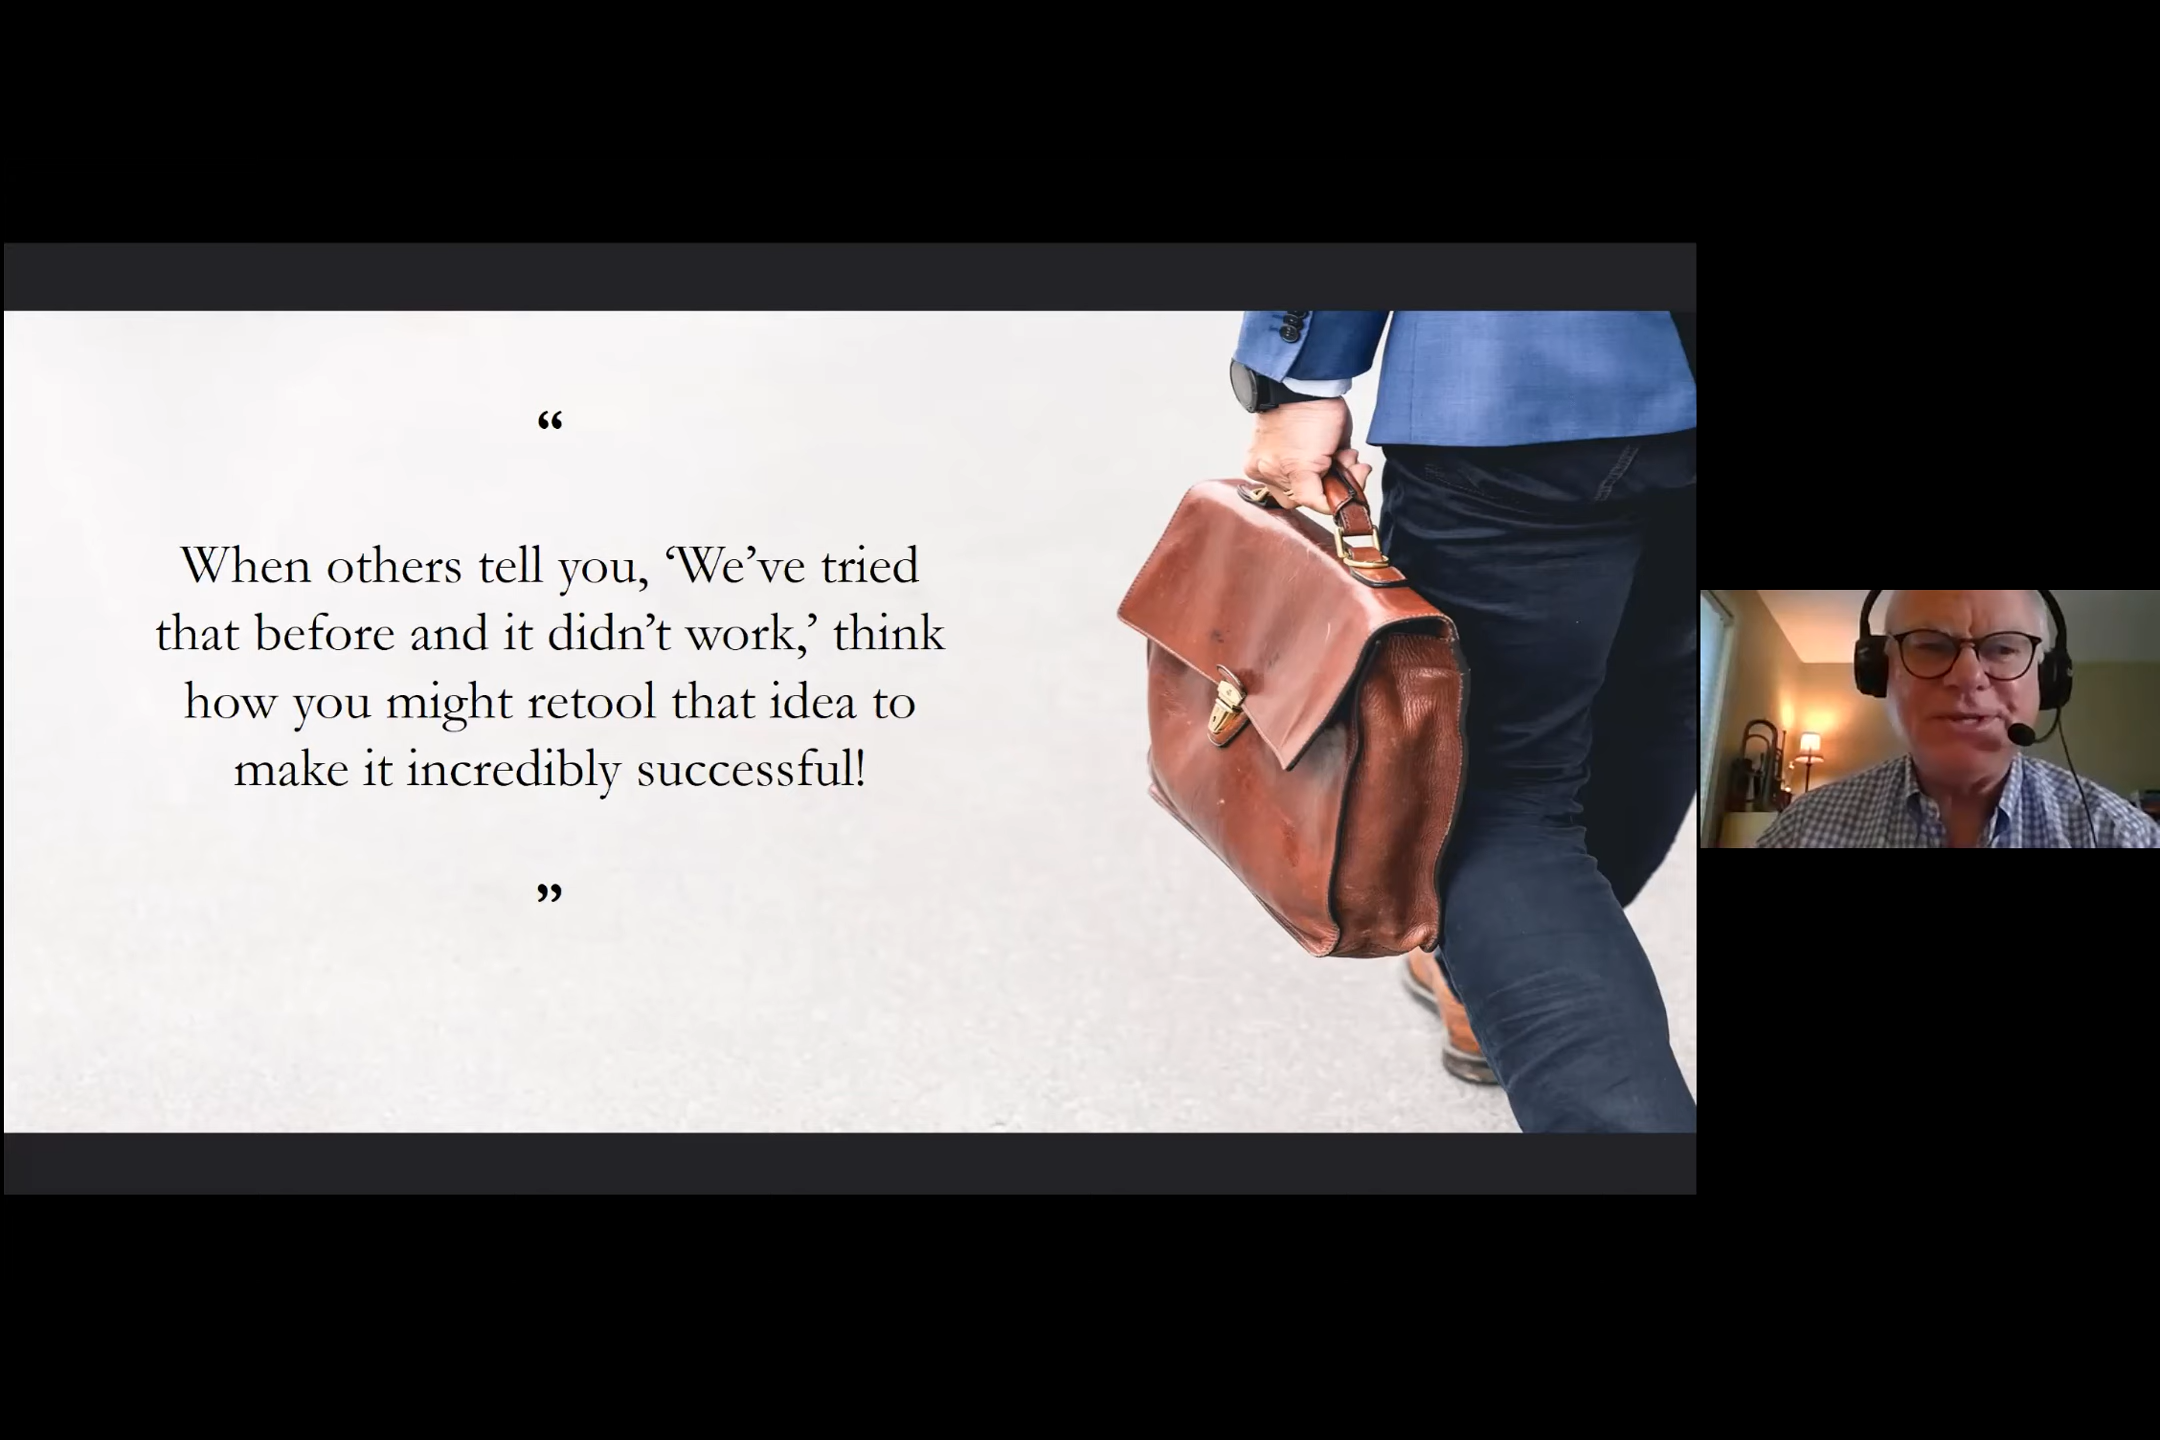 “
When others tell you, ‘We’ve tried
that before and it didn’t work,’ think
how you might retool that idea to
make it incredibly successful!
”